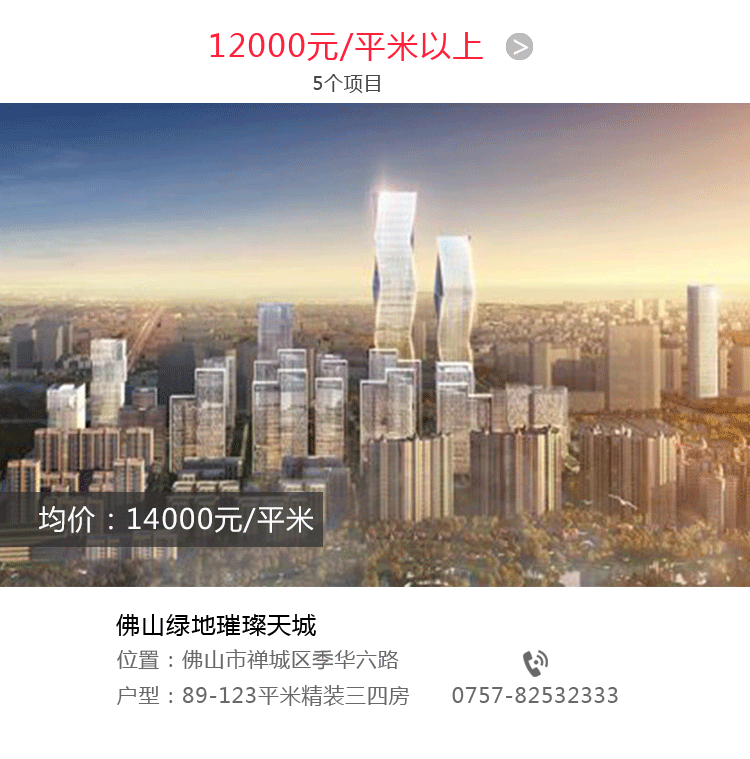 12000元/平米以上 >
5个项目
均价：14000元/平米
佛山绿地璀璨天城
位置：佛山市禅城区季华六路
户型：89-123平米精装三四房
0757-82532333